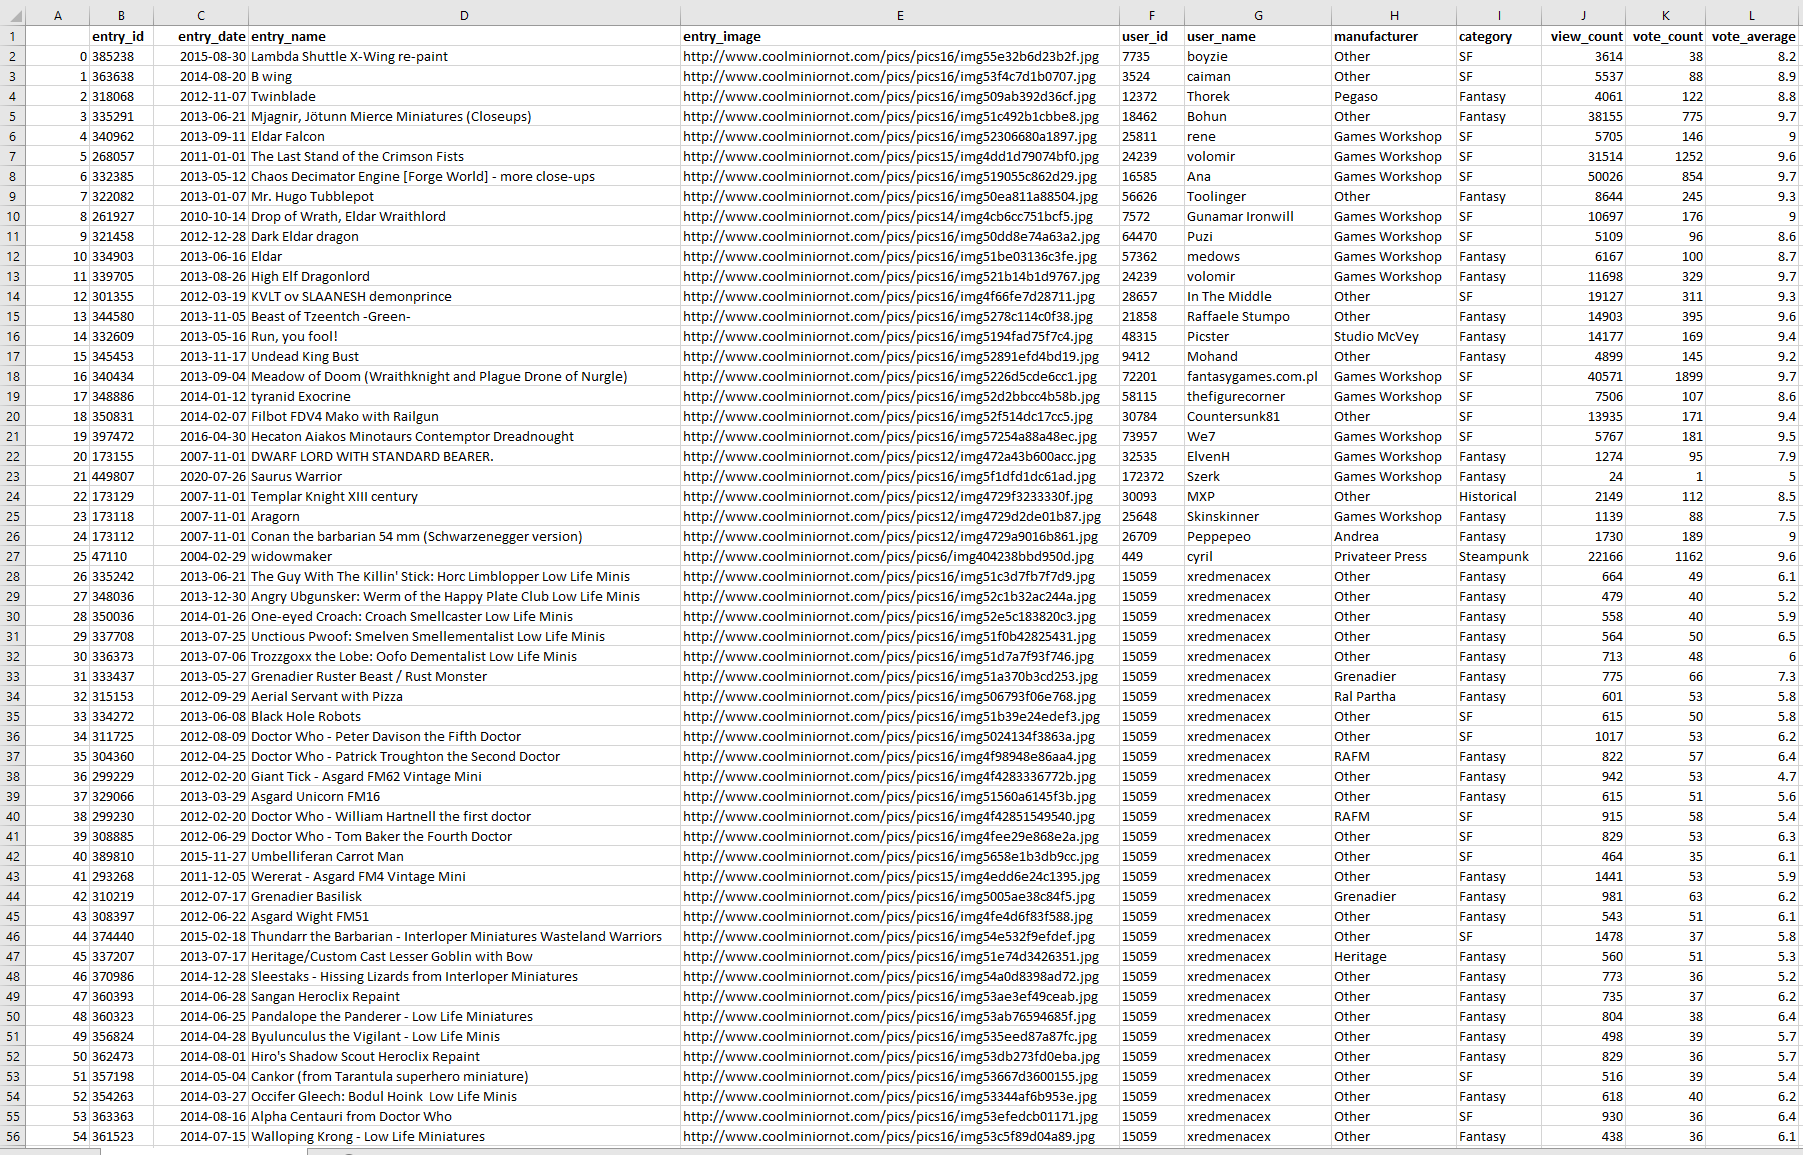 A B C D E F G H I J K L
1 entry_id entry_date entry_name entry_image user_id user_name manufacturer category view_count vote_count vote_average
2 0 385238 2015-08-30 Lambda Shuttle X-Wing re-paint http://www.coolminiornot.com/pics/pics16/img55e32b6d23b2f.jpg 7735 boyzie Other SF 3614 38 8.2
3 1 363638 2014-08-20 B wing http://www.coolminiornot.com/pics/pics16/img53f4c7d1b0707.jpg 3524 caiman Other SF 5537 88 8.9
4 2 318068 2012-11-07 Twinblade http://www.coolminiornot.com/pics/pics16/img509ab392d36cf.jpg 12372 Thorek Pegaso Fantasy 4061 122 8.8
5 3 335291 2013-06-21 Mjagnir, Jötunn Mierce Miniatures (Closeups) http://www.coolminiornot.com/pics/pics16/img51c492b1cbbe8.jpg 18462 Bohun Other Fantasy 38155 775 9.7
6 4 340962 2013-09-11 Eldar Falcon http://www.coolminiornot.com/pics/pics16/img52306680a1897.jpg 25811 rene Games Workshop SF 5705 146 9
7 5 268057 2011-01-01 The Last Stand of the Crimson Fists http://www.coolminiornot.com/pics/pics15/img4dd1d79074bf0.jpg 24239 volomir Games Workshop SF 31514 1252 9.6
8 6 332385 2013-05-12 Chaos Decimator Engine [Forge World] - more close-ups http://www.coolminiornot.com/pics/pics16/img519055c862d29.jpg 16585 Ana Games Workshop SF 50026 854 9.7
9 7 322082 2013-01-07 Mr. Hugo Tubblepot http://www.coolminiornot.com/pics/pics16/img50ea811a88504.jpg 56626 Toolinger Other Fantasy 8644 245 9.3
10 8 261927 2010-10-14 Drop of Wrath, Eldar Wraithlord http://www.coolminiornot.com/pics/pics14/img4cb6cc751bcf5.jpg 7572 Gunamar Ironwill Games Workshop SF 10697 176 9
11 9 321458 2012-12-28 Dark Eldar dragon http://www.coolminiornot.com/pics/pics16/img50dd8e74a63a2.jpg 64470 Puzi Games Workshop SF 5109 96 8.6
12 10 334903 2013-06-16 Eldar http://www.coolminiornot.com/pics/pics16/img51be03136c3fe.jpg 57362 medows Games Workshop Fantasy 6167 100 8.7
13 11 339705 2013-08-26 High Elf Dragonlord http://www.coolminiornot.com/pics/pics16/img521b14b1d9767.jpg 24239 volomir Games Workshop Fantasy 11698 329 9.7
14 12 301355 2012-03-19 KVLT ov SLAANESH demonprince http://www.coolminiornot.com/pics/pics16/img4f66fe7d28711.jpg 28657 In The Middle Other SF 19127 311 9.3
15 13 344580 2013-11-05 Beast of Tzeentch -Green- http://www.coolminiornot.com/pics/pics16/img5278c114c0f38.jpg 21858 Raffaele Stumpo Other Fantasy 14903 395 9.6
16 14 332609 2013-05-16 Run, you fool! http://www.coolminiornot.com/pics/pics16/img5194fad75f7c4.jpg 48315 Picster Studio McVey Fantasy 14177 169 9.4
17 15 345453 2013-11-17 Undead King Bust http://www.coolminiornot.com/pics/pics16/img52891efd4bd19.jpg 9412 Mohand Other Fantasy 4899 145 9.2
18 16 340434 2013-09-04 Meadow of Doom (Wraithknight and Plague Drone of Nurgle) http://www.coolminiornot.com/pics/pics16/img5226d5cde6cc1.jpg 72201 fantasygames.com.pl Games Workshop SF 40571 1899 9.7
19 17 348886 2014-01-12 tyranid Exocrine http://www.coolminiornot.com/pics/pics16/img52d2bbcc4b58b.jpg 58115 thefigurecorner Games Workshop SF 7506 107 8.6
20 18 350831 2014-02-07 Filbot FDV4 Mako with Railgun http://www.coolminiornot.com/pics/pics16/img52f514dc17cc5.jpg 30784 Countersunk81 Other SF 13935 171 9.4
21 19 397472 2016-04-30 Hecaton Aiakos Minotaurs Contemptor Dreadnought http://www.coolminiornot.com/pics/pics16/img57254a88a48ec.jpg 73957 We7 Games Workshop SF 5767 181 9.5
22 20 173155 2007-11-01 DWARF LORD WITH STANDARD BEARER. http://www.coolminiornot.com/pics/pics12/img472a43b600acc.jpg 32535 ElvenH Games Workshop Fantasy 1274 95 7.9
23 21 449807 2020-07-26 Saurus Warrior http://www.coolminiornot.com/pics/pics16/img5f1dfd1dc61ad.jpg 172372 Szerk Games Workshop Fantasy 24 1 5
24 22 173129 2007-11-01 Templar Knight XIII century http://www.coolminiornot.com/pics/pics12/img4729f3233330f.jpg 30093 MXP Other Historical 2149 112 8.5
25 23 173118 2007-11-01 Aragorn http://www.coolminiornot.com/pics/pics12/img4729d2de01b87.jpg 25648 Skinskinner Games Workshop Fantasy 1139 88 7.5
26 24 173112 2007-11-01 Conan the barbarian 54 mm (Schwarzenegger version) http://www.coolminiornot.com/pics/pics12/img4729a9016b861.jpg 26709 Peppepeo Andrea Fantasy 1730 189 9
27 25 47110 2004-02-29 widowmaker http://www.coolminiornot.com/pics/pics6/img404238bbd950d.jpg 449 cyril Privateer Press Steampunk 22166 1162 9.6
28 26 335242 2013-06-21 The Guy With The Killin' Stick: Horc Limblopper Low Life Minis http://www.coolminiornot.com/pics/pics16/img51c3d7fb7f7d9.jpg 15059 xredmenacex Other Fantasy 664 49 6.1
29 27 348036 2013-12-30 Angry Ubgunsker: Werm of the Happy Plate Club Low Life Minis http://www.coolminiornot.com/pics/pics16/img52c1b32ac244a.jpg 15059 xredmenacex Other Fantasy 479 40 5.2
30 28 350036 2014-01-26 One-eyed Croach: Croach Smellcaster Low Life Minis http://www.coolminiornot.com/pics/pics16/img52e5c183820c3.jpg 15059 xredmenacex Other Fantasy 558 40 5.9
31 29 337708 2013-07-25 Unctious Pwoof: Smelven Smellementalist Low Life Minis http://www.coolminiornot.com/pics/pics16/img51f0b42825431.jpg 15059 xredmenacex Other Fantasy 564 50 6.5
32 30 336373 2013-07-06 Trozzgoxx the Lobe: Oofo Dementalist Low Life Minis http://www.coolminiornot.com/pics/pics16/img51d7a7f93f746.jpg 15059 xredmenacex Other Fantasy 713 48 6
33 31 333437 2013-05-27 Grenadier Ruster Beast / Rust Monster http://www.coolminiornot.com/pics/pics16/img51a370b3cd253.jpg 15059 xredmenacex Grenadier Fantasy 775 66 7.3
34 32 315153 2012-09-29 Aerial Servant with Pizza http://www.coolminiornot.com/pics/pics16/img506793f06e768.jpg 15059 xredmenacex Ral Partha Fantasy 601 53 5.8
35 33 334272 2013-06-08 Black Hole Robots http://www.coolminiornot.com/pics/pics16/img51b39e24edef3.jpg 15059 xredmenacex Other SF 615 50 5.8
36 34 311725 2012-08-09 Doctor Who - Peter Davison the Fifth Doctor http://www.coolminiornot.com/pics/pics16/img5024134f3863a.jpg 15059 xredmenacex Other SF 1017 53 6.2
37 35 304360 2012-04-25 Doctor Who - Patrick Troughton the Second Doctor http://www.coolminiornot.com/pics/pics16/img4f98948e86aa4.jpg 15059 xredmenacex RAFM Fantasy 822 57 6.4
38 36 299229 2012-02-20 Giant Tick - Asgard FM62 Vintage Mini http://www.coolminiornot.com/pics/pics16/img4f4283336772b.jpg 15059 xredmenacex Other Fantasy 942 53 4.7
39 37 329066 2013-03-29 Asgard Unicorn FM16 http://www.coolminiornot.com/pics/pics16/img51560a6145f3b.jpg 15059 xredmenacex Other Fantasy 615 51 5.6
40 38 299230 2012-02-20 Doctor Who - William Hartnell the first doctor http://www.coolminiornot.com/pics/pics16/img4f42851549540.jpg 15059 xredmenacex RAFM SF 915 58 5.4
41 39 308885 2012-06-29 Doctor Who - Tom Baker the Fourth Doctor http://www.coolminiornot.com/pics/pics16/img4fee29e868e2a.jpg 15059 xredmenacex Other SF 829 53 6.3
42 40 389810 2015-11-27 Umbelliferan Carrot Man http://www.coolminiornot.com/pics/pics16/img5658e1b3db9cc.jpg 15059 xredmenacex Other SF 464 35 6.1
43 41 293268 2011-12-05 Wererat - Asgard FM4 Vintage Mini http://www.coolminiornot.com/pics/pics15/img4edd6e24c1395.jpg 15059 xredmenacex Other Fantasy 1441 53 5.9
44 42 310219 2012-07-17 Grenadier Basilisk http://www.coolminiornot.com/pics/pics16/img5005ae38c84f5.jpg 15059 xredmenacex Grenadier Fantasy 981 63 6.2
45 43 308397 2012-06-22 Asgard Wight FM51 http://www.coolminiornot.com/pics/pics16/img4fe4d6f83f588.jpg 15059 xredmenacex Other Fantasy 543 51 6.1
46 44 374440 2015-02-18 Thundarr the Barbarian - Interloper Miniatures Wasteland Warriors http://www.coolminiornot.com/pics/pics16/img54e532f9efdef.jpg 15059 xredmenacex Other SF 1478 37 5.8
47 45 337207 2013-07-17 Heritage/Custom Cast Lesser Goblin with Bow http://www.coolminiornot.com/pics/pics16/img51e74d3426351.jpg 15059 xredmenacex Heritage Fantasy 560 51 5.3
48 46 370986 2014-12-28 Sleestaks - Hissing Lizards from Interloper Miniatures http://www.coolminiornot.com/pics/pics16/img54a0d8398ad72.jpg 15059 xredmenacex Other Fantasy 773 36 5.2
49 47 360393 2014-06-28 Sangan Heroclix Repaint http://www.coolminiornot.com/pics/pics16/img53ae3ef49ceab.jpg 15059 xredmenacex Other Fantasy 735 37 6.2
50 48 360323 2014-06-25 Pandalope the Panderer - Low Life Miniatures http://www.coolminiornot.com/pics/pics16/img53ab76594685f.jpg 15059 xredmenacex Other Fantasy 804 38 6.4
51 49 356824 2014-04-28 Byulunculus the Vigilant - Low Life Minis http://www.coolminiornot.com/pics/pics16/img535eed87a87fc.jpg 15059 xredmenacex Other Fantasy 498 39 5.7
52 50 362473 2014-08-01 Hiro's Shadow Scout Heroclix Repaint http://www.coolminiornot.com/pics/pics16/img53db273fd0eba.jpg 15059 xredmenacex Other Fantasy 829 36 5.7
53 51 357198 2014-05-04 Cankor (from Tarantula superhero miniature) http://www.coolminiornot.com/pics/pics16/img53667d3600155.jpg 15059 xredmenacex Other SF 516 39 5.4
54 52 354263 2014-03-27 Occifer Gleech: Bodul Hoink Low Life Minis http://www.coolminiornot.com/pics/pics16/img53344af6b953e.jpg 15059 xredmenacex Other Fantasy 618 40 6.2
55 53 363363 2014-08-16 Alpha Centauri from Doctor Who http://www.coolminiornot.com/pics/pics16/img53efedcb01171.jpg 15059 xredmenacex Other SF 930 36 6.4
56 54 361523 2014-07-15 Walloping Krong - Low Life Miniatures http://www.coolminiornot.com/pics/pics16/img53c5f89d04a89.jpg 15059 xredmenacex Other Fantasy 438 36 6.1